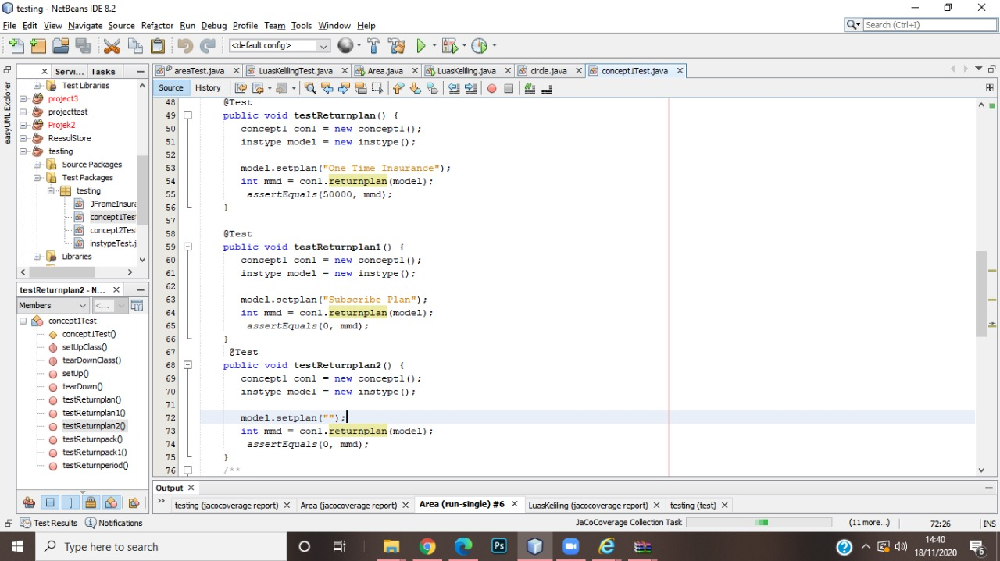 testing - NetBeans IDE 8.2
File Edit View Navigate Source Refactor Run Debug Profile Team Tools Window Help
Search (Ctrl+I)
<default config>
Servi... Tasks
areaTest.java LuasKelilingTest.java Area.java LuasKeliling.java circle.java concept1Test.java
Source History
easyUML Explorer
Test Libraries
project3
projecttest
Projek2
ReesolStore
testing
Source Packages
Test Packages
testing
JFrameInsura
concept1Test
concept2Test
instypeTest.j
Libraries
testReturnplan2 - N...
Members <...
concept1Test
concept1Test()
setUpClass()
tearDownClass()
setUp()
tearDown()
testReturnplan()
testReturnplan1()
testReturnplan2()
testReturnpack()
testReturnpack1()
testReturnperiod()
48 @Test
49 public void testReturnplan() {
50 concept1 con1 = new concept1();
51 instype model = new instype();
52
53 model.setplan("One Time Insurance");
54 int mmd = con1.returnplan(model);
55 assertEquals(50000, mmd);
56 }
57
58 @Test
59 public void testReturnplan1() {
60 concept1 con1 = new concept1();
61 instype model = new instype();
62
63 model.setplan("Subscribe Plan");
64 int mmd = con1.returnplan(model);
65 assertEquals(0, mmd);
66 }
67 @Test
68 public void testReturnplan2() {
69 concept1 con1 = new concept1();
70 instype model = new instype();
71
72 model.setplan("");
73 int mmd = con1.returnplan(model);
74 assertEquals(0, mmd);
75 }
76 /**
Output
testing (jacocoverage report) Area (jacocoverage report) Area (run-single) #6 LuasKeliling (jacocoverage report) testing (test)
Test Results Notifications JaCoCoverage Collection Task (11 more...) 72:26 INS
Type here to search
Ps
14:40
18/11/2020
6